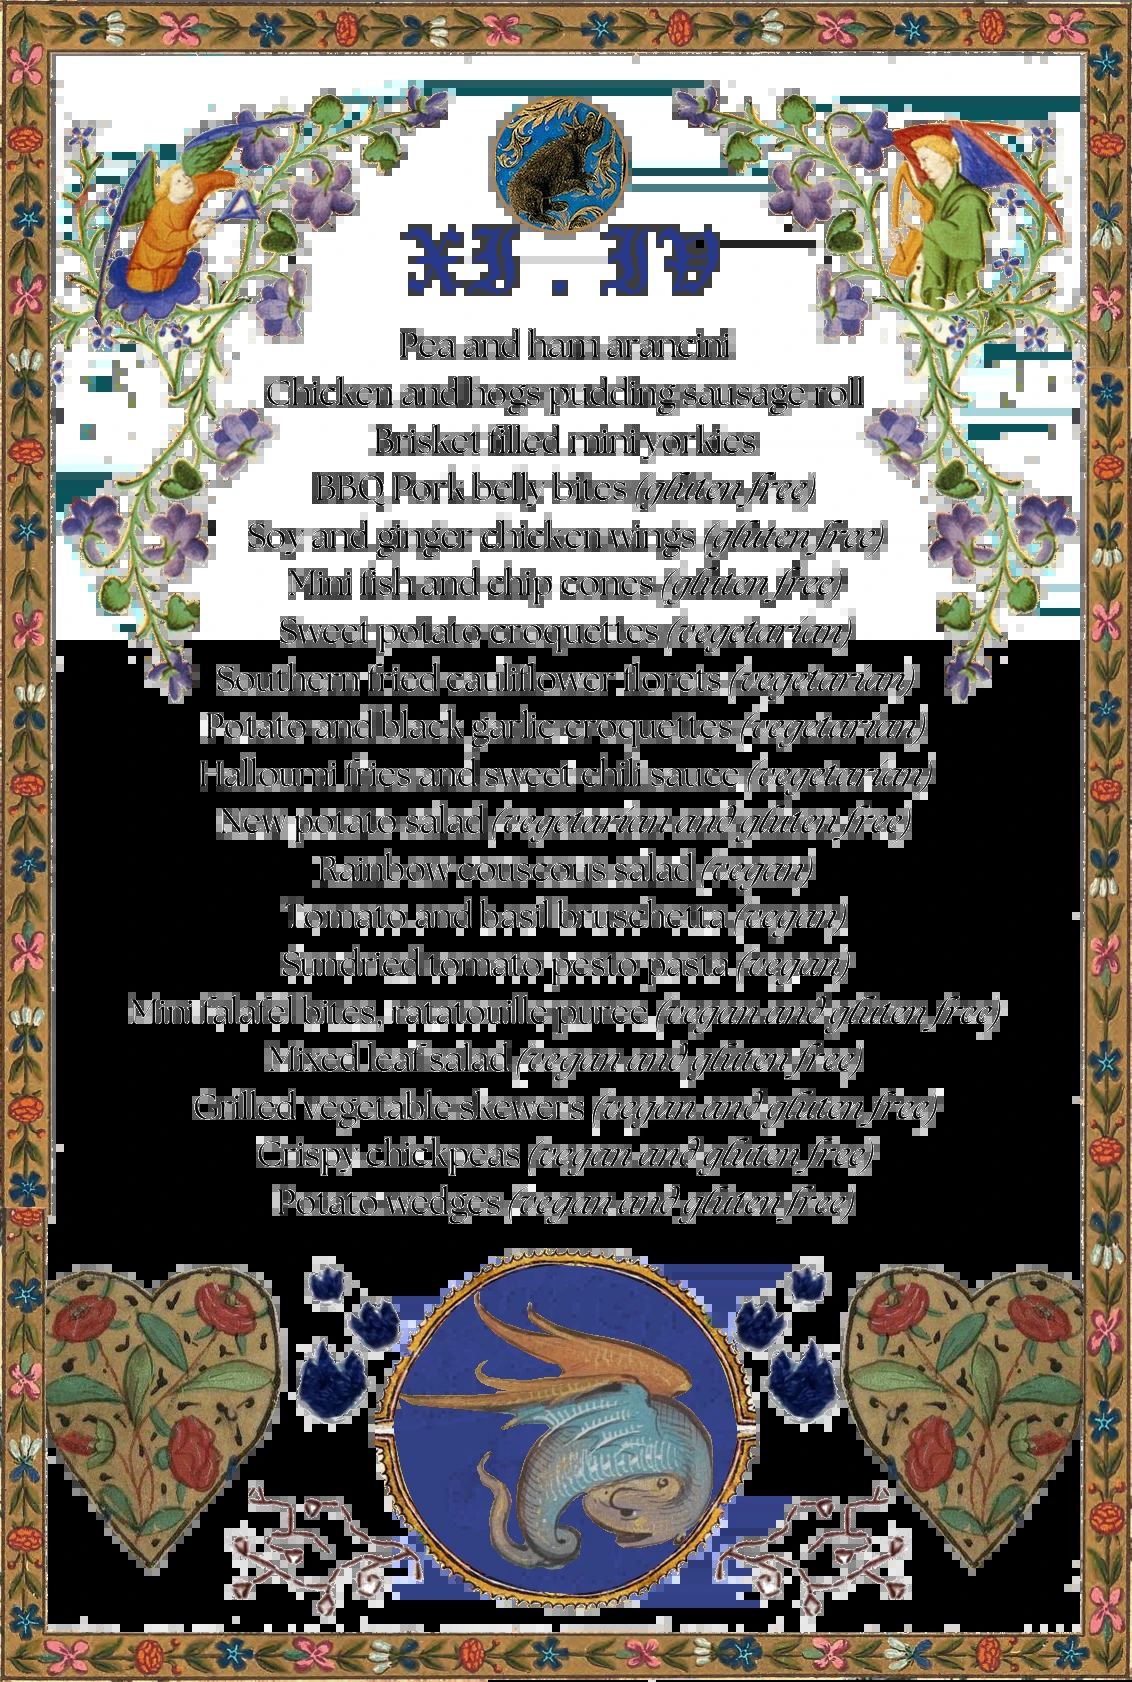 XI . IV
Pea and ham arancini
Chicken and hogs pudding sausage roll
Brisket filled mini yorkies
BBQ Pork belly bites (gluten free)
Soy and ginger chicken wings (gluten free)
Mini fish and chip cones (gluten free)
Sweet potato croquettes (vegetarian)
Southern fried cauliflower florets (vegetarian)
Potato and black garlic croquettes (vegetarian)
Halloumi fries and sweet chili sauce (vegetarian)
New potato salad (vegetarian and gluten free)
Rainbow couscous salad (vegan)
Tomato and basil bruschetta (vegan)
Sundried tomato pesto pasta (vegan)
Mini falafel bites, ratatouille puree (vegan and gluten free)
Mixed leaf salad (vegan and gluten free)
Grilled vegetable skewers (vegan and gluten free)
Crispy chickpeas (vegan and gluten free)
Potato wedges (vegan and gluten free)